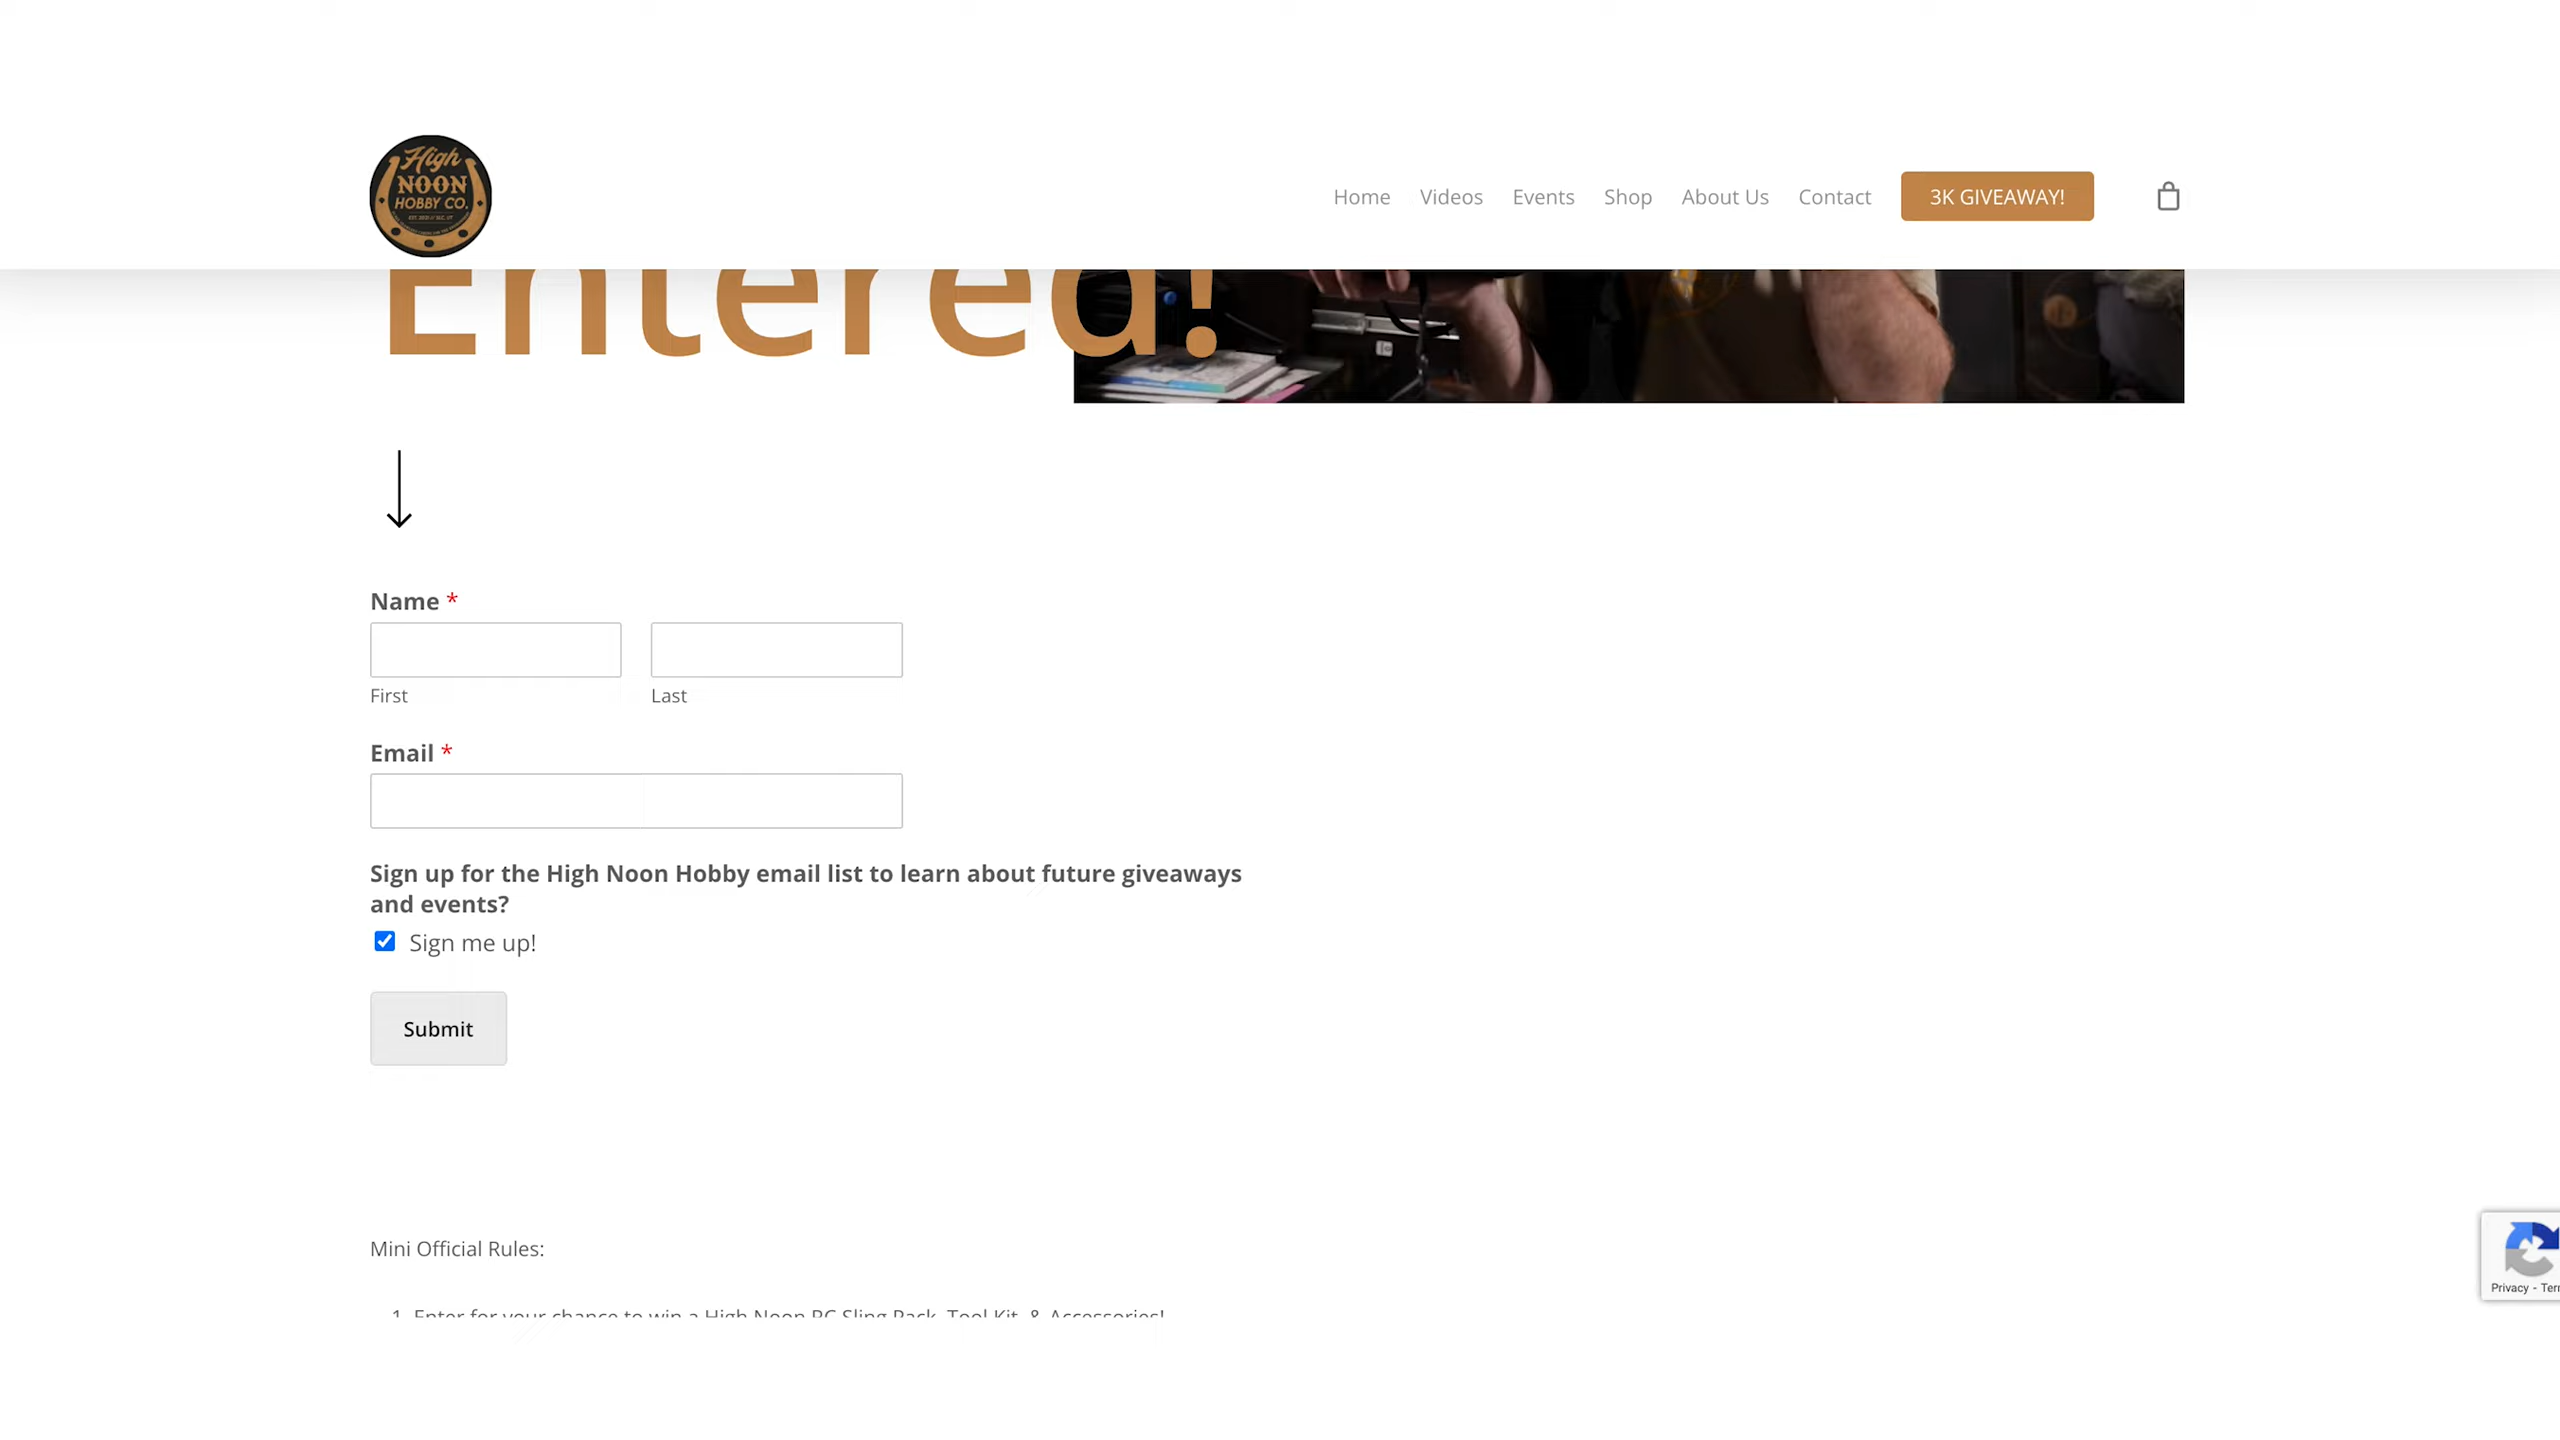 High
NOON
HOBBY CO.
Home Videos Events Shop About Us Contact 3K GIVEAWAY!
Entered!
Name *
First Last
Email *
Sign up for the High Noon Hobby email list to learn about future giveaways
and events?
Sign me up!
Submit
Mini Official Rules:
1. Enter for your chance to win a High Noon RC Sling Pack, Tool Kit, & Accessories!
Privacy -